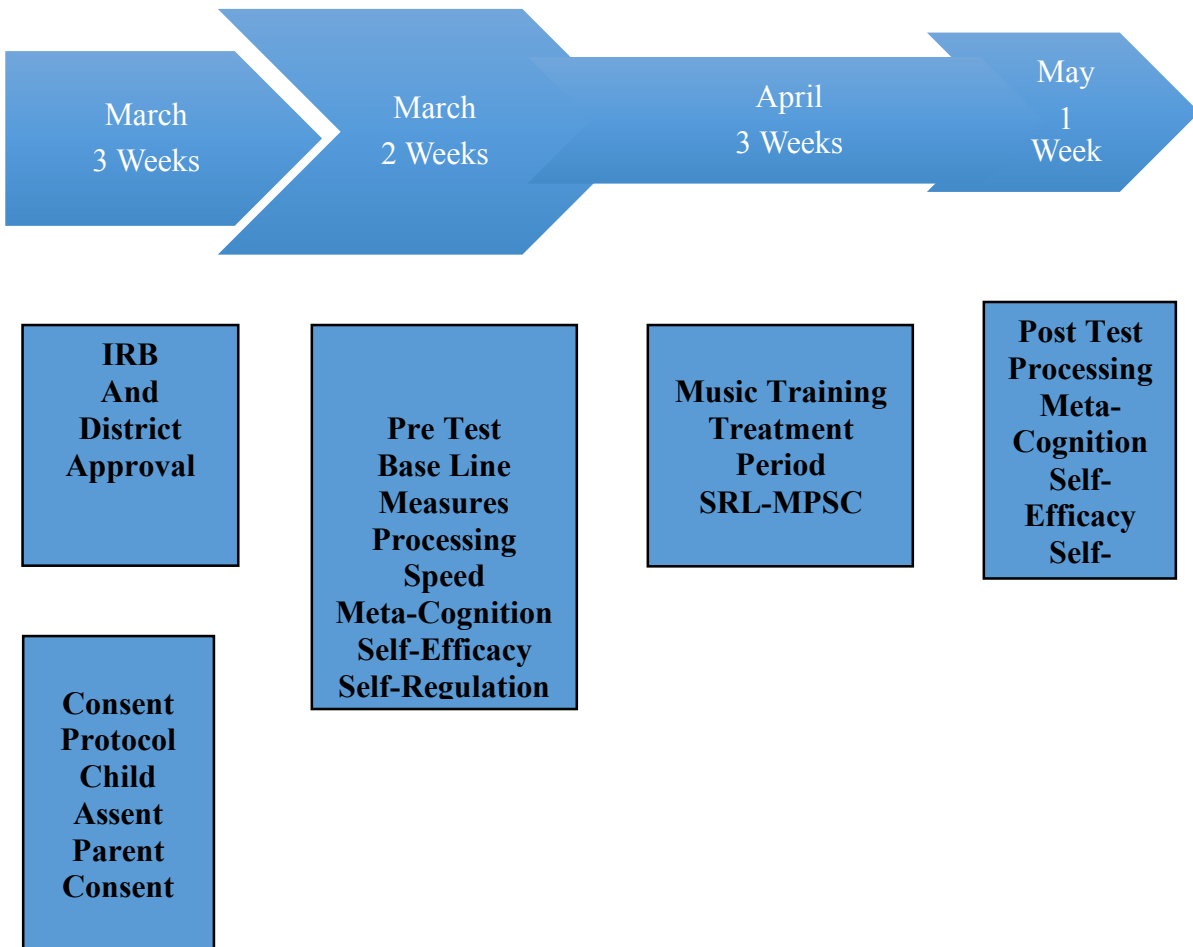 March
3 Weeks
March
2 Weeks
April
3 Weeks
May
1
Week
IRB
And
District
Approval
Pre Test
Base Line
Measures
Processing
Speed
Meta-Cognition
Self-Efficacy
Self-Regulation
Music Training
Treatment
Period
SRL-MPSC
Post Test
Processing
Meta-
Cognition
Self-
Efficacy
Self-
Consent
Protocol
Child
Assent
Parent
Consent